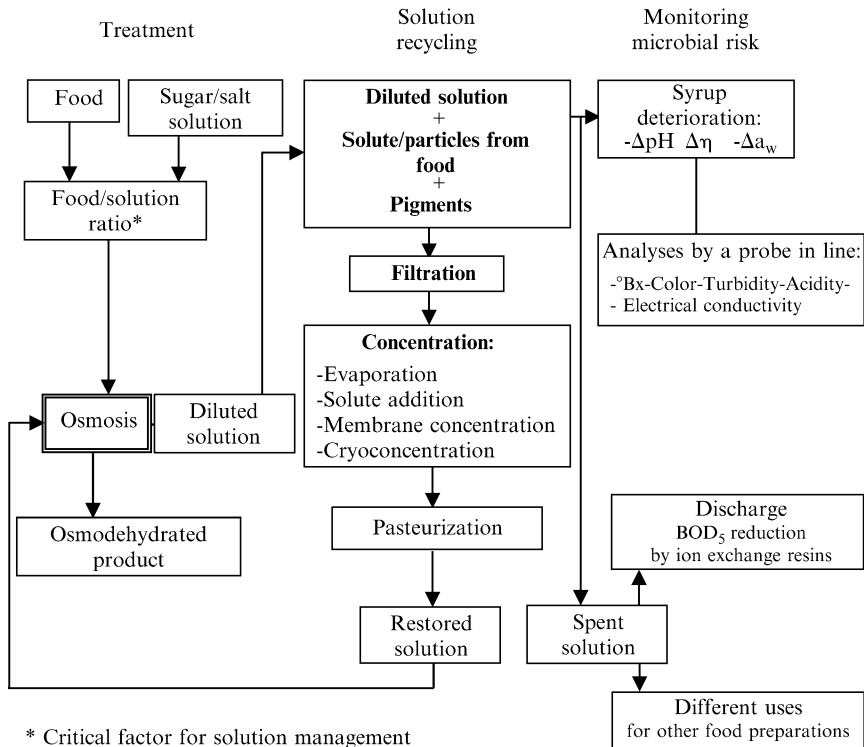 Treatment
Solution
recycling
Monitoring
microbial risk
Food
Sugar/salt
solution
Food/solution
ratio*
Osmosis
Diluted
solution
Osmodehydrated
product
Diluted solution
+
Solute/particles from
food
+
Pigments
Filtration
Concentration:
-Evaporation
-Solute addition
-Membrane concentration
-Cryoconcentration
Pasteurization
Restored
solution
Syrup
deterioration:
-ΔpH Δη -Δa<sub>w</sub>
Analyses by a probe in line:
-°Bx-Color-Turbidity-Acidity-
- Electrical conductivity
Discharge
BOD₅ reduction
by ion exchange resins
Spent
solution
Different uses
for other food preparations
* Critical factor for solution management